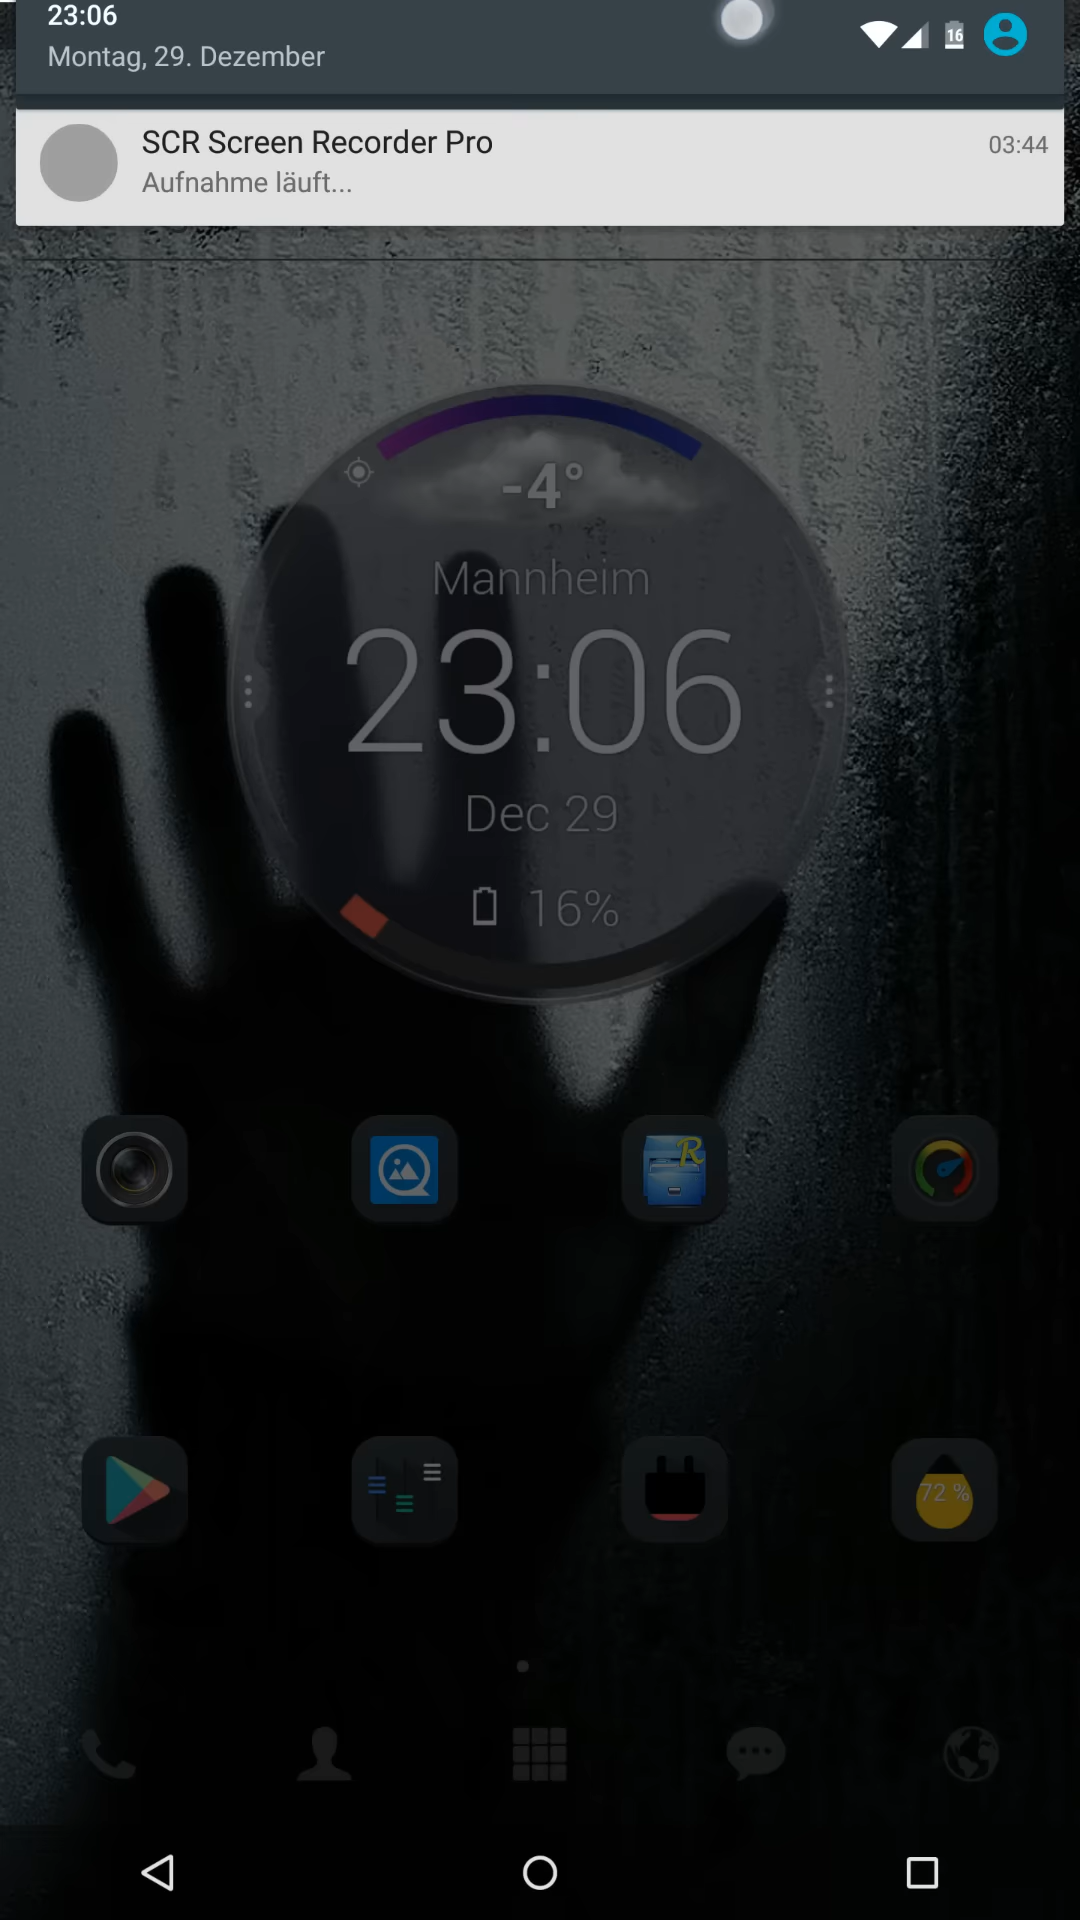 23:06
Montag, 29. Dezember
16
SCR Screen Recorder Pro
03:44
Aufnahme läuft...
-4°
Mannheim
23:06
Dec 29
16%
R
72 %